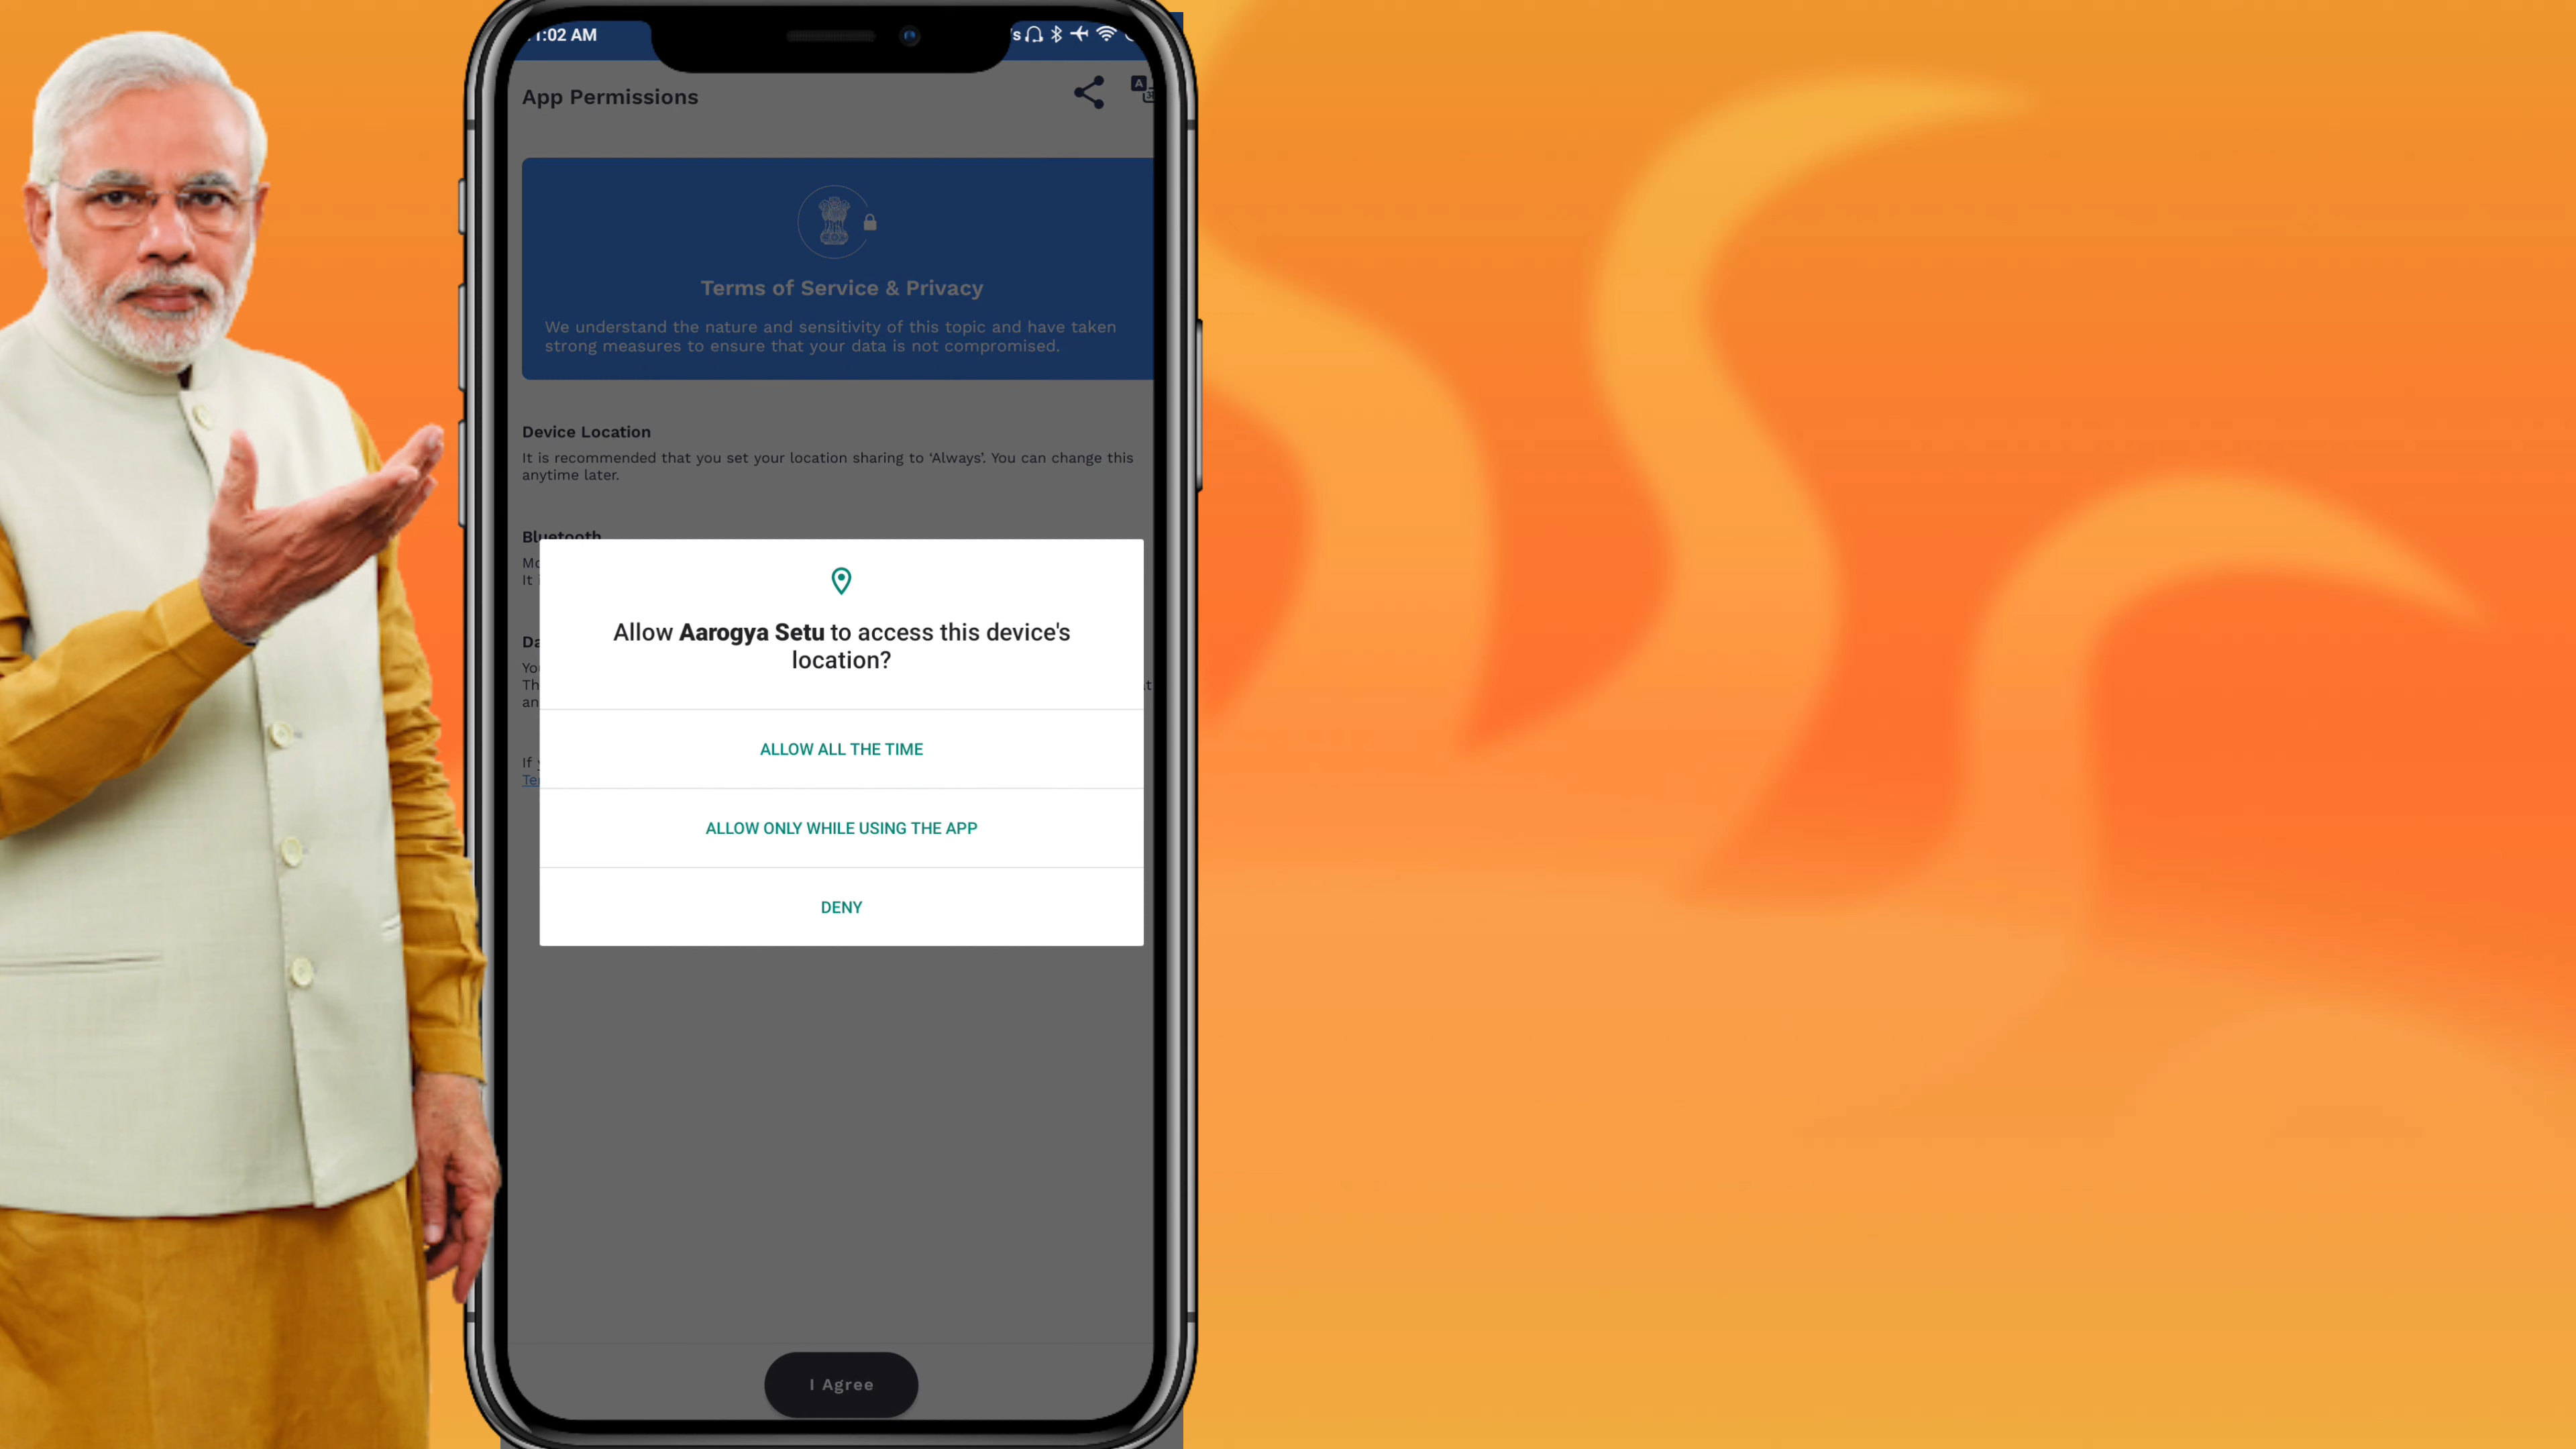 1:02 AM
App Permissions
Terms of Service & Privacy
We understand the nature and sensitivity of this topic and have taken
strong measures to ensure that your data is not compromised.
Device Location
It is recommended that you set your location sharing to ‘Always’. You can change this
anytime later.
Bluetooth
It
Allow Aarogya Setu to access this device's
location?
ALLOW ALL THE TIME
ALLOW ONLY WHILE USING THE APP
DENY
If
I Agree